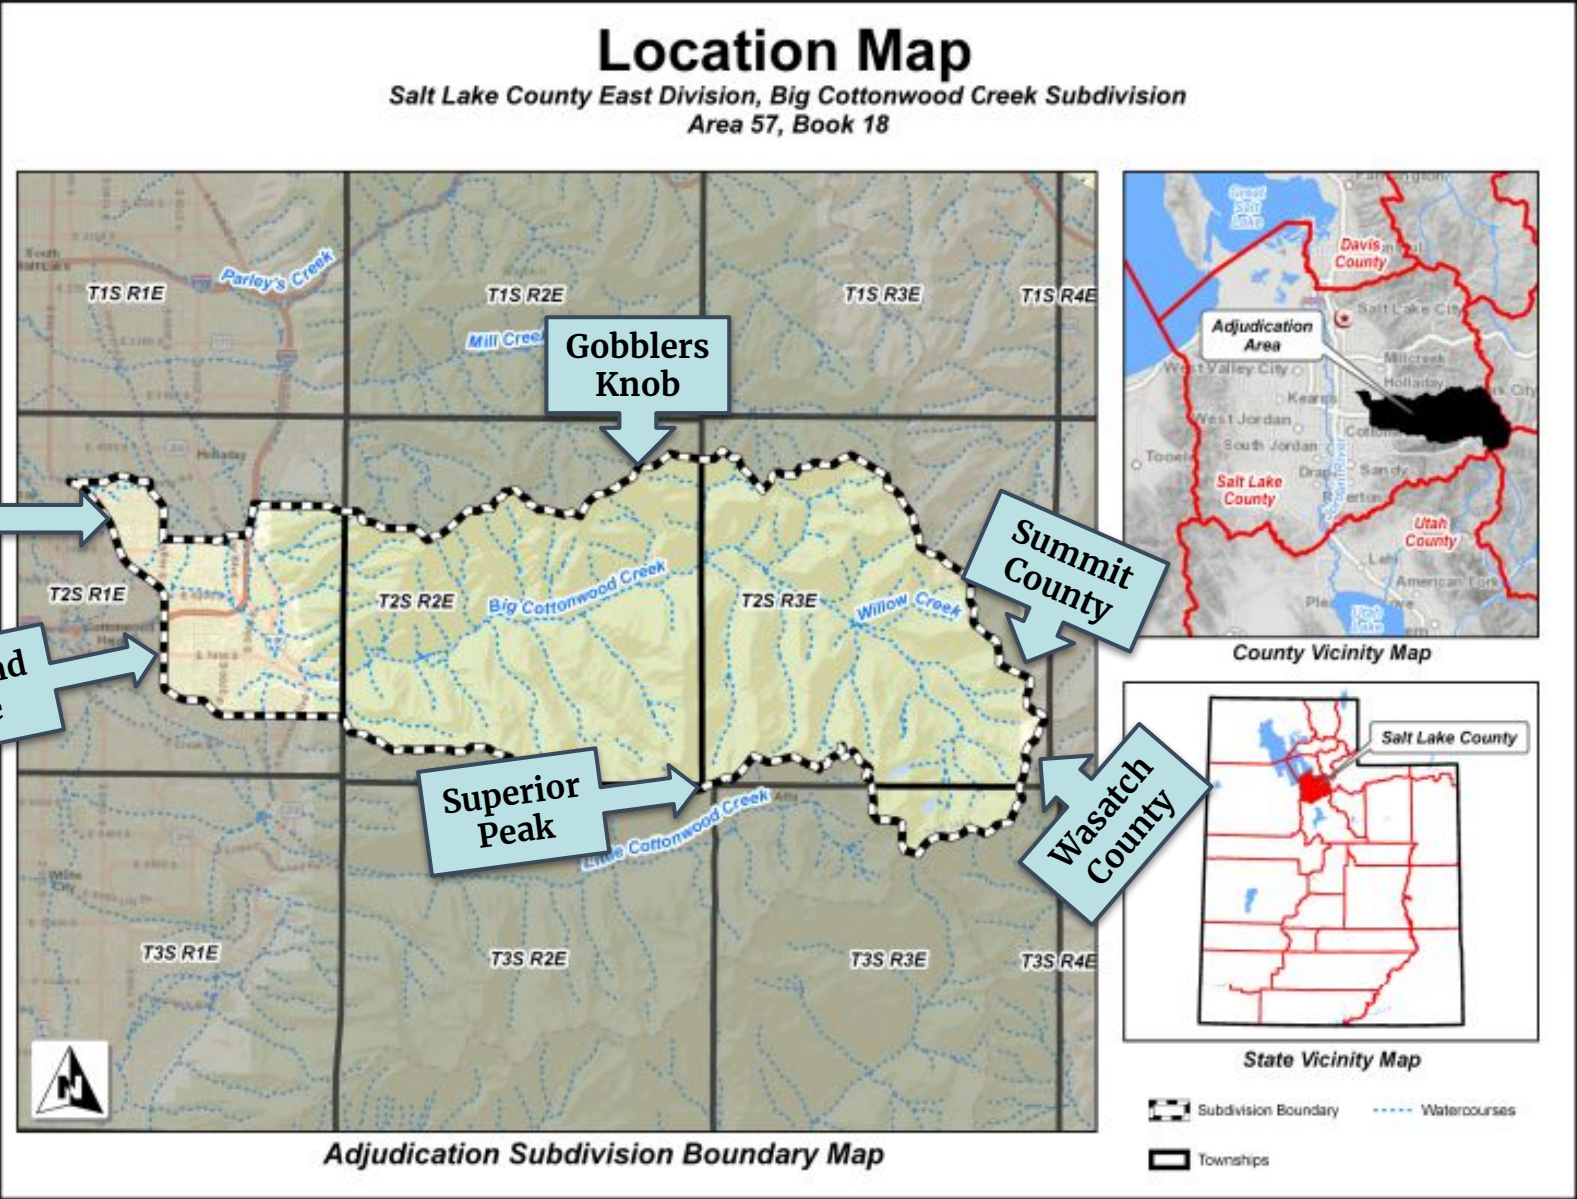 Location Map
Salt Lake County East Division, Big Cottonwood Creek Subdivision
Area 57, Book 18
Parley's Creek
T1S R1E
T1S R2E
T1S R3E
T1S R4E
Mill Creek
Gobblers
Knob
Holladay
Summit
County
T2S R1E
T2S R2E
Big Cottonwood Creek
T2S R3E
Willow Creek
nd
e
Superior
Peak
Alta
Little Cottonwood Creek
Wasatch
County
White
City
T3S R1E
T3S R2E
T3S R3E
T3S R4E
N
Adjudication Subdivision Boundary Map
Great
Salt
Lake
Davis
County
Salt Lake City
Adjudication
Area
Millcreek
West Valley City
Holladay
Kearns
West Jordan
South Jordan
Sandy
Salt Lake
County
Utah
County
Lehi
American Fork
Utah
Lake
County Vicinity Map
Salt Lake County
State Vicinity Map
Subdivision Boundary
Watercourses
Townships